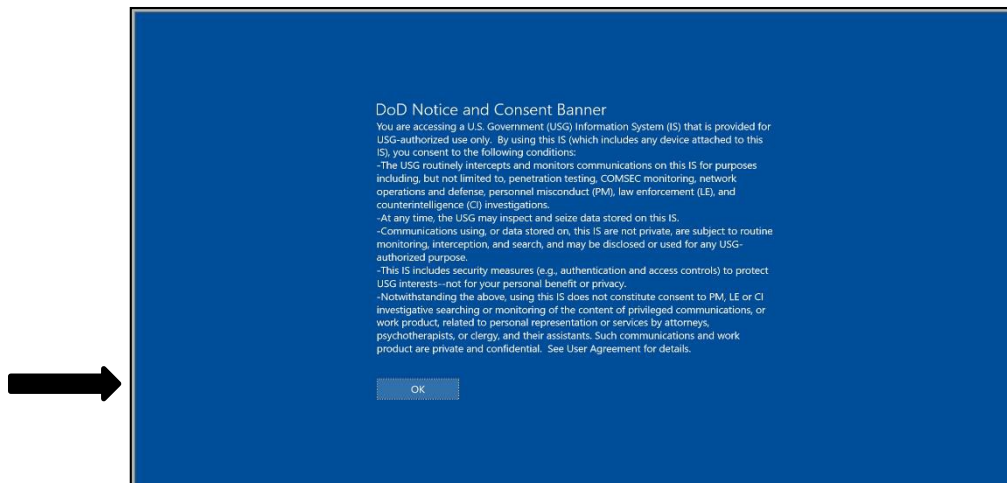 DoD Notice and Consent Banner
You are accessing a U.S. Government (USG) Information System (IS) that is provided for
USG-authorized use only.  By using this IS (which includes any device attached to this
IS), you consent to the following conditions:
-The USG routinely intercepts and monitors communications on this IS for purposes
including, but not limited to, penetration testing, COMSEC monitoring, network
operations and defense, personnel misconduct (PM), law enforcement (LE), and
counterintelligence (CI) investigations.
-At any time, the USG may inspect and seize data stored on this IS.
-Communications using, or data stored on, this IS are not private, are subject to routine
monitoring, interception, and search, and may be disclosed or used for any USG-
authorized purpose.
-This IS includes security measures (e.g., authentication and access controls) to protect
USG interests--not for your personal benefit or privacy.
-Notwithstanding the above, using this IS does not constitute consent to PM, LE or CI
investigative searching or monitoring of the content of privileged communications, or
work product, related to personal representation or services by attorneys,
psychotherapists, or clergy, and their assistants. Such communications and work
product are private and confidential.  See User Agreement for details.
OK